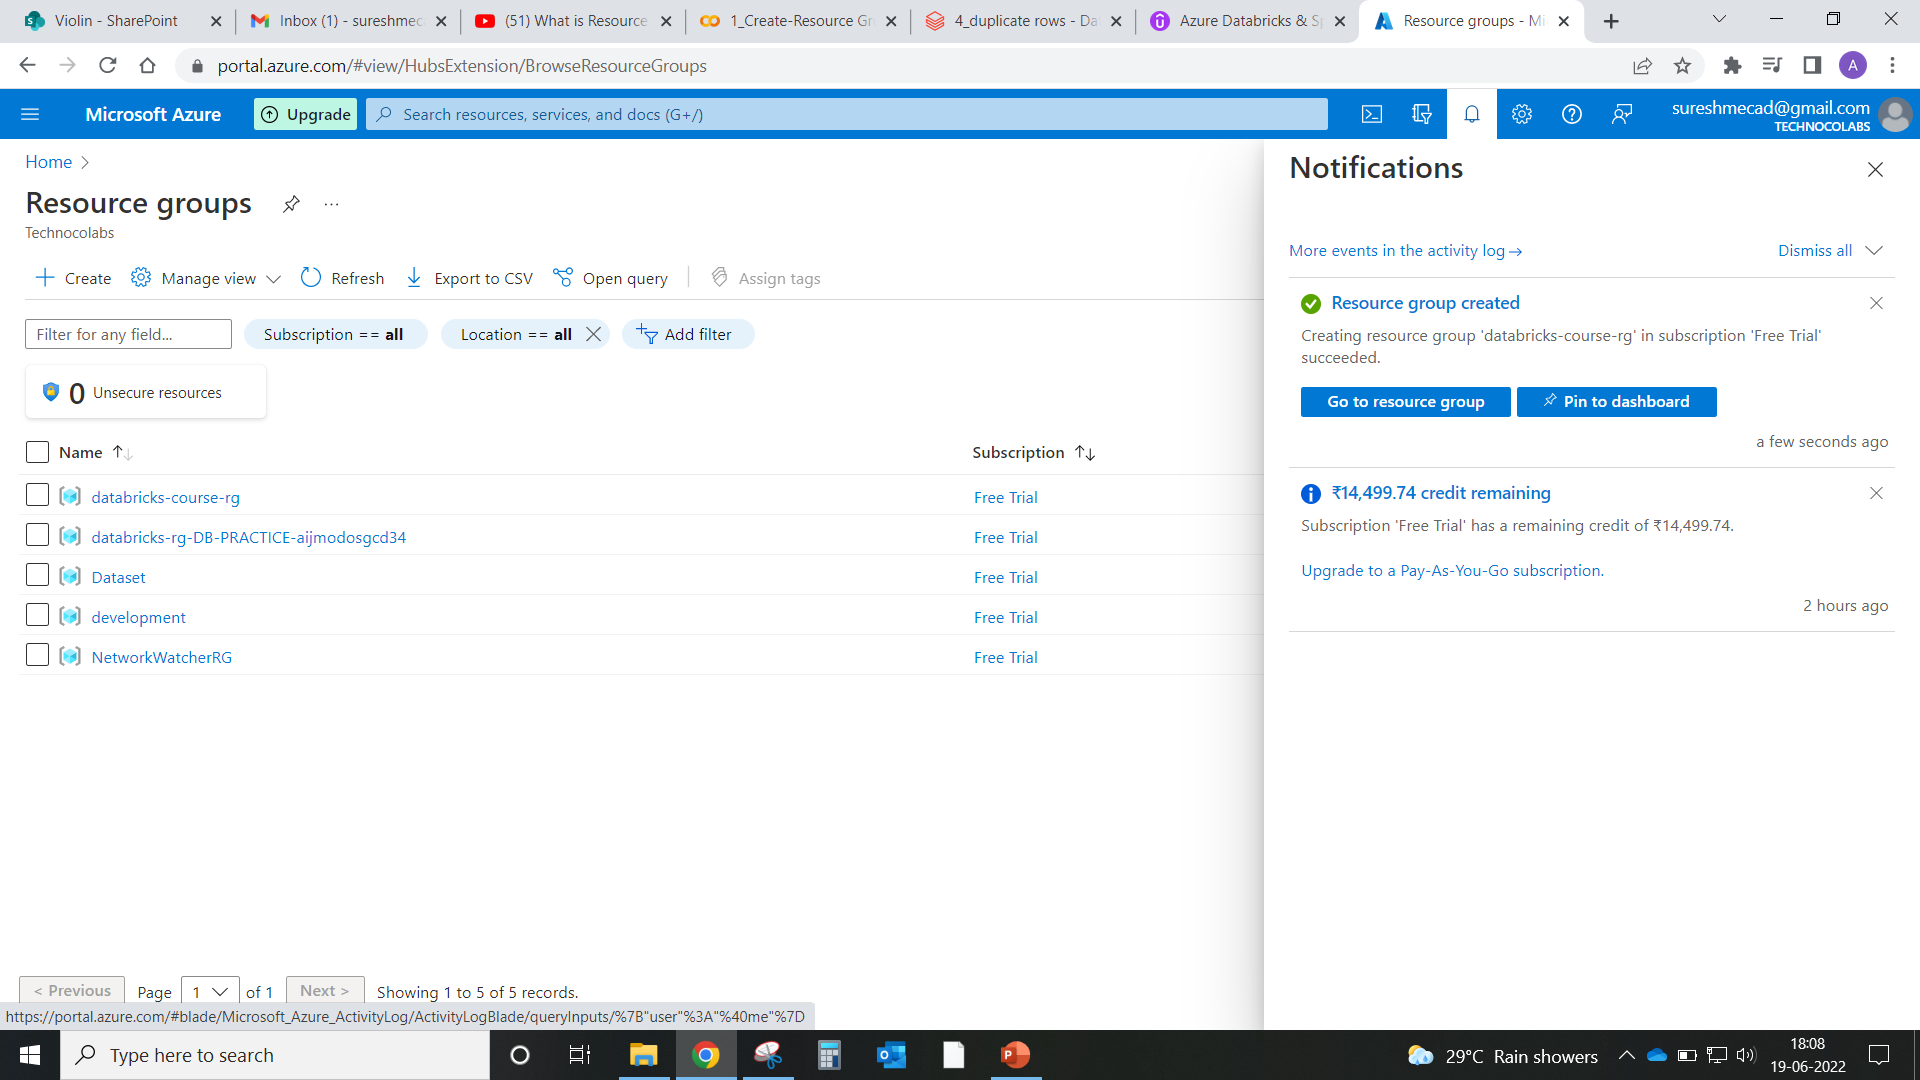 Violin - SharePoint
Inbox (1) - sureshmec
(51) What is Resource
1_Create-Resource Gr
4_duplicate rows - Da
Azure Databricks & Sp
Resource groups - Mi
portal.azure.com/#view/HubsExtension/BrowseResourceGroups
A
Microsoft Azure
Upgrade
Search resources, services, and docs (G+/)
sureshmecad@gmail.com
TECHNOCOLABS
Home
Resource groups
...
Technocolabs
Create
Manage view
Refresh
Export to CSV
Open query
Assign tags
Filter for any field...
Subscription == all
Location == all
Add filter
0 Unsecure resources
Name
Subscription
databricks-course-rg
Free Trial
databricks-rg-DB-PRACTICE-aijmodosgcd34
Free Trial
Dataset
Free Trial
development
Free Trial
NetworkWatcherRG
Free Trial
< Previous
Page
1
of 1
Next >
Showing 1 to 5 of 5 records.
https://portal.azure.com/#blade/Microsoft_Azure_ActivityLog/ActivityLogBlade/queryInputs/%7B"user"%3A"%40me"%7D
Notifications
More events in the activity log→
Dismiss all
Resource group created
Creating resource group 'databricks-course-rg' in subscription 'Free Trial'
succeeded.
Go to resource group
Pin to dashboard
a few seconds ago
₹14,499.74 credit remaining
Subscription 'Free Trial' has a remaining credit of ₹14,499.74.
Upgrade to a Pay-As-You-Go subscription.
2 hours ago
Type here to search
29°C Rain showers
18:08
19-06-2022